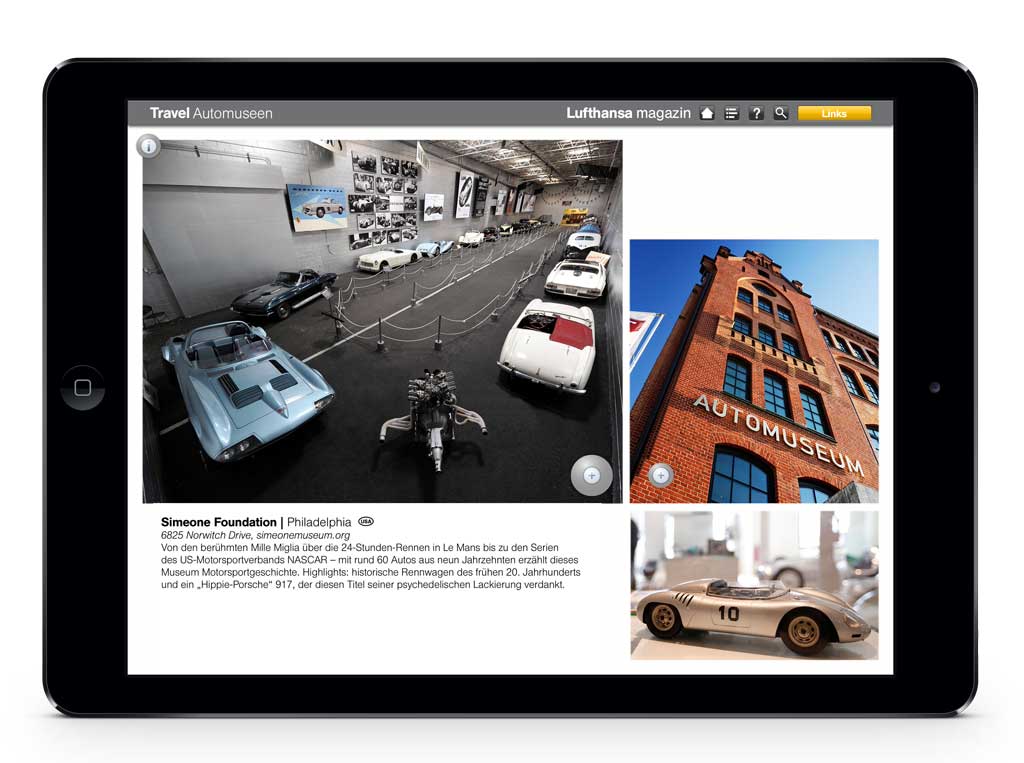 Travel Automuseen
Lufthansa magazin
?
Links
i
AUTOMUSEUM
Simeone Foundation | Philadelphia USA
6825 Norwitch Drive, simeonemuseum.org
Von den berühmten Mille Miglia über die 24-Stunden-Rennen in Le Mans bis zu den Serien
des US-Motorsportverbands NASCAR – mit rund 60 Autos aus neun Jahrzehnten erzählt dieses
Museum Motorsportgeschichte. Highlights: historische Rennwagen des frühen 20. Jahrhunderts
und ein „Hippie-Porsche“ 917, der diesen Titel seiner psychedelischen Lackierung verdankt.
10